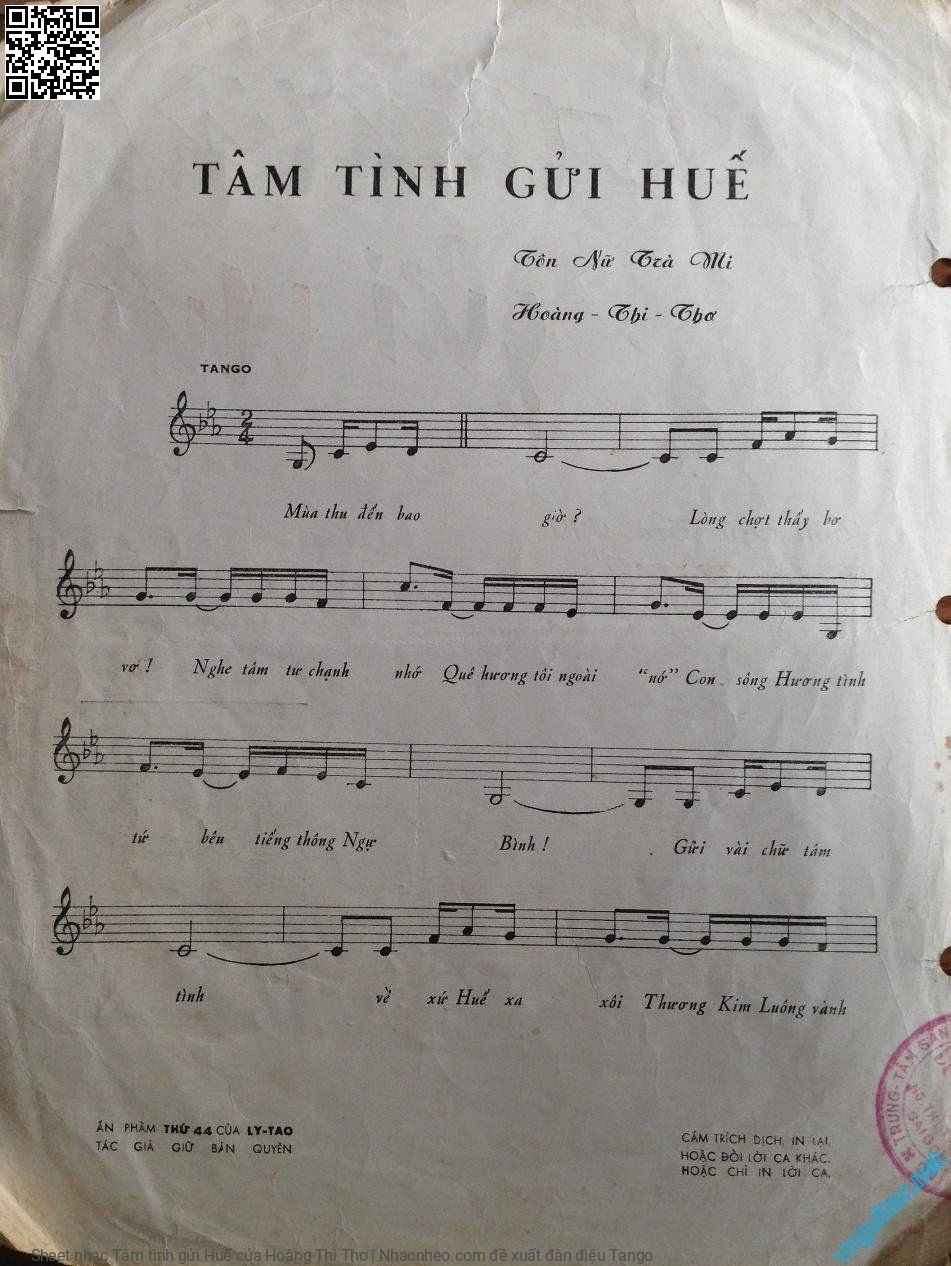 TÂM TÌNH GỬI HUẾ
Tôn Nữ Trà Mi
Hoàng - Thi - Thơ
TANGO
2
4
Mùa thu đến bao giờ ? Lòng chợt thấy bơ
vơ ! Nghe tâm tư chạnh nhớ Quê hương tôi ngoài "nớ" Con sông Hương tình
tứ bên tiếng thông Ngự Bình ! Gửi vài chữ tâm
tình về xứ Huế xa xôi Thương Kim Luông vành
ẤN PHẨM THỨ 44 CỦA LY-TAO
TÁC GIẢ GIỮ BẢN QUYỀN
CẤM TRÍCH DỊCH, IN LẠI,
HOẶC ĐỔI LỜI CA KHÁC.
HOẶC CHỈ IN LỜI CA.
TRUNG-TÂM SẢN
Sheet nhạc Tâm tình gửi Huế của Hoàng Thi Thơ | Nhacnheo.com đề xuất đàn điệu Tango